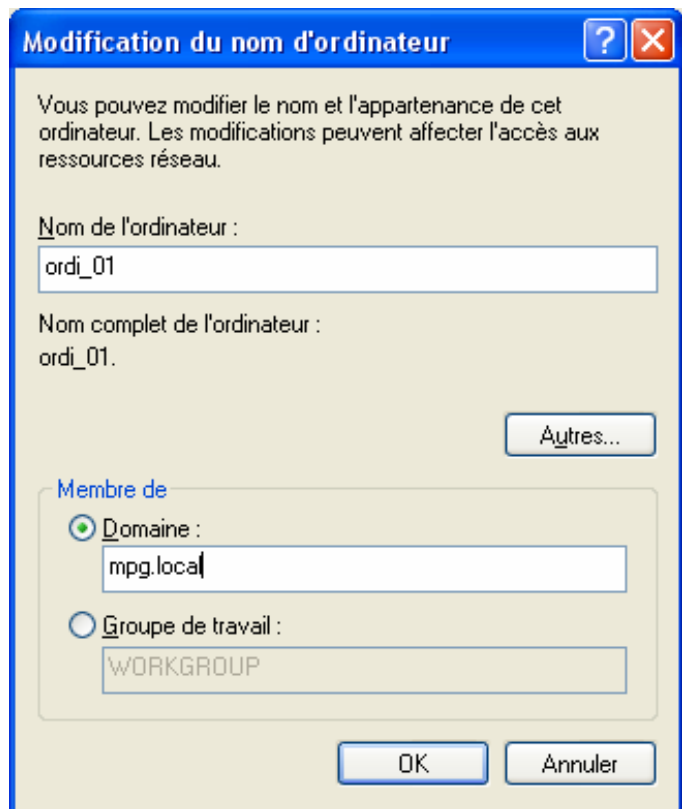 Modification du nom d'ordinateur
Vous pouvez modifier le nom et l'appartenance de cet
ordinateur. Les modifications peuvent affecter l'accès aux
ressources réseau.
Nom de l'ordinateur :
ordi_01
Nom complet de l'ordinateur :
ordi_01.
Autres...
Membre de
Domaine :
mpg.local
Groupe de travail :
WORKGROUP
OK Annuler